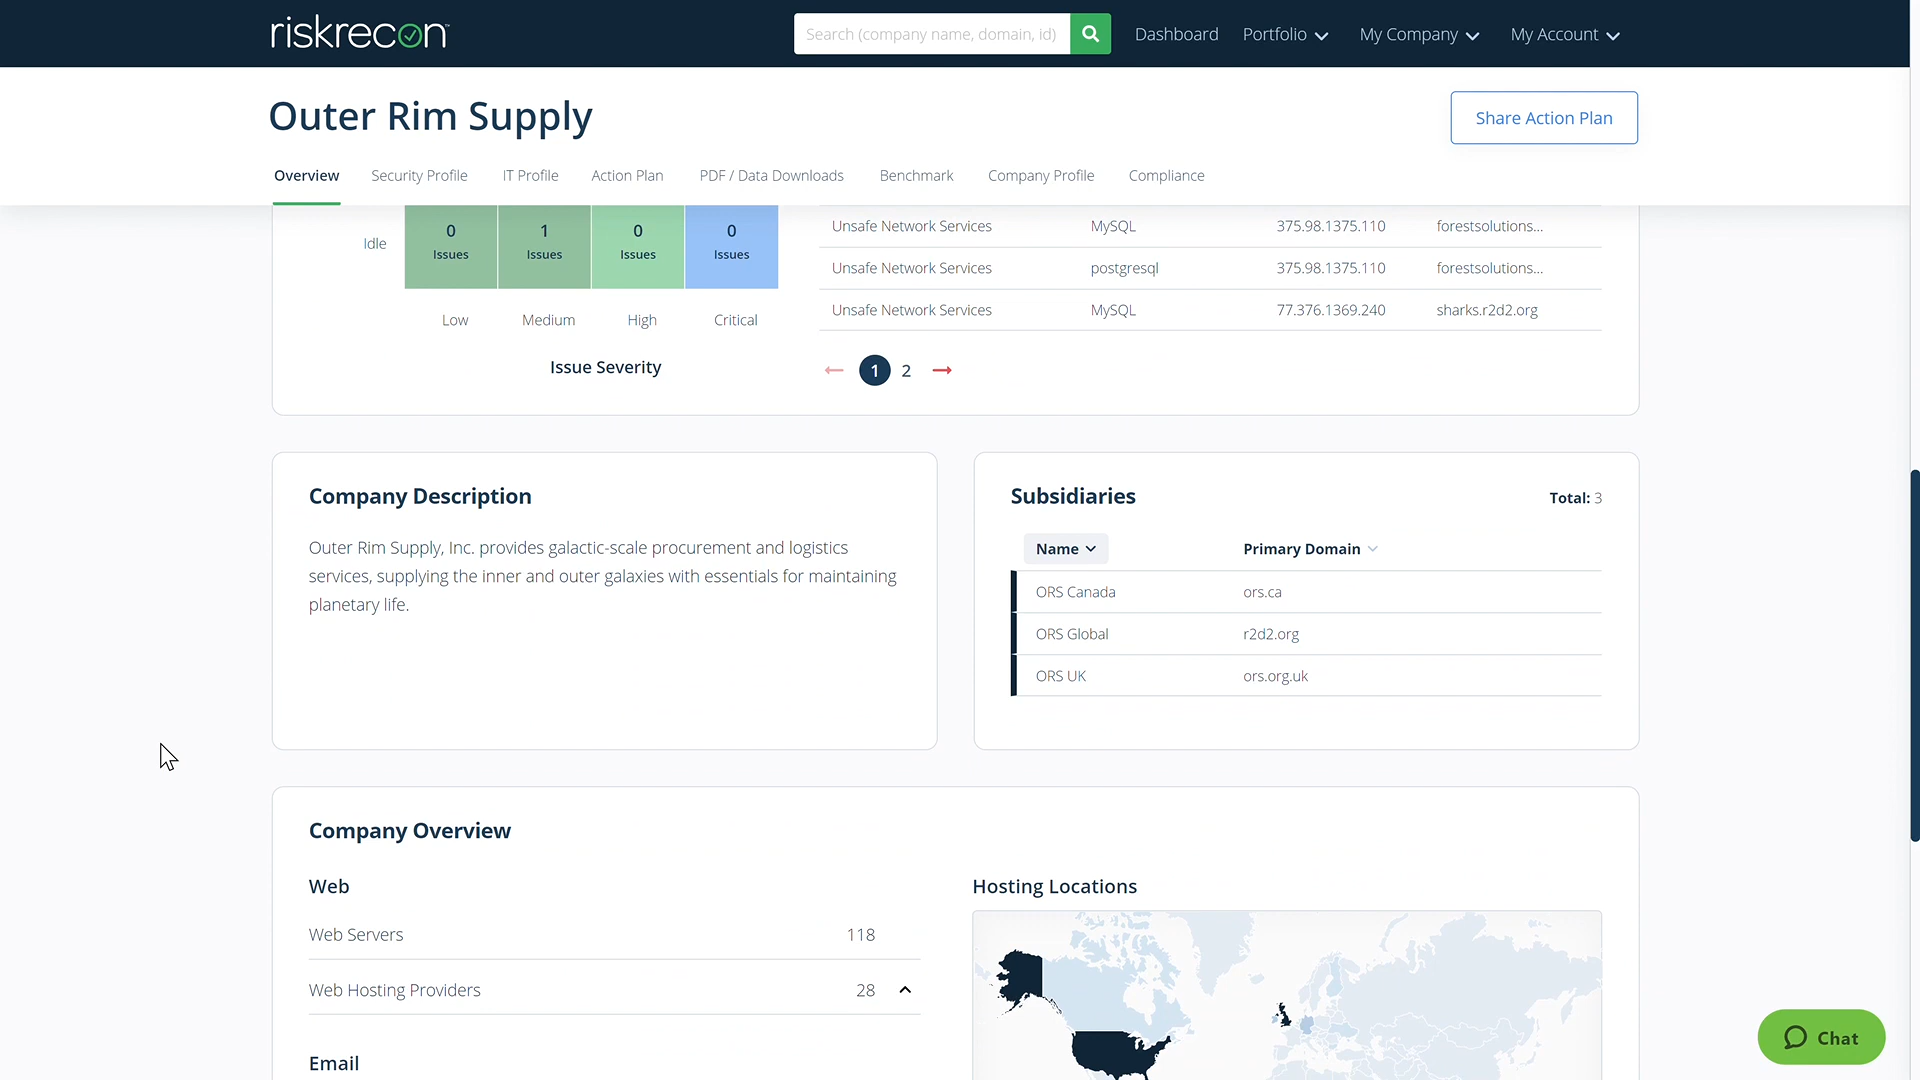 riskrecon
Search (company name, domain, id)
Dashboard
Portfolio
My Company
My Account
Outer Rim Supply
Share Action Plan
Overview
Security Profile
IT Profile
Action Plan
PDF / Data Downloads
Benchmark
Company Profile
Compliance
Idle
0
Issues
1
Issues
0
Issues
0
Issues
Low
Medium
High
Critical
Issue Severity
Unsafe Network Services MySQL 375.98.1375.110 forestsolutions...
Unsafe Network Services postgresql 375.98.1375.110 forestsolutions...
Unsafe Network Services MySQL 77.376.1369.240 sharks.r2d2.org
1 2
Company Description
Outer Rim Supply, Inc. provides galactic-scale procurement and logistics
services, supplying the inner and outer galaxies with essentials for maintaining
planetary life.
Subsidiaries
Total: 3
Name Primary Domain
ORS Canada ors.ca
ORS Global r2d2.org
ORS UK ors.org.uk
Company Overview
Web
Web Servers 118
Web Hosting Providers 28
Email
Hosting Locations
Chat